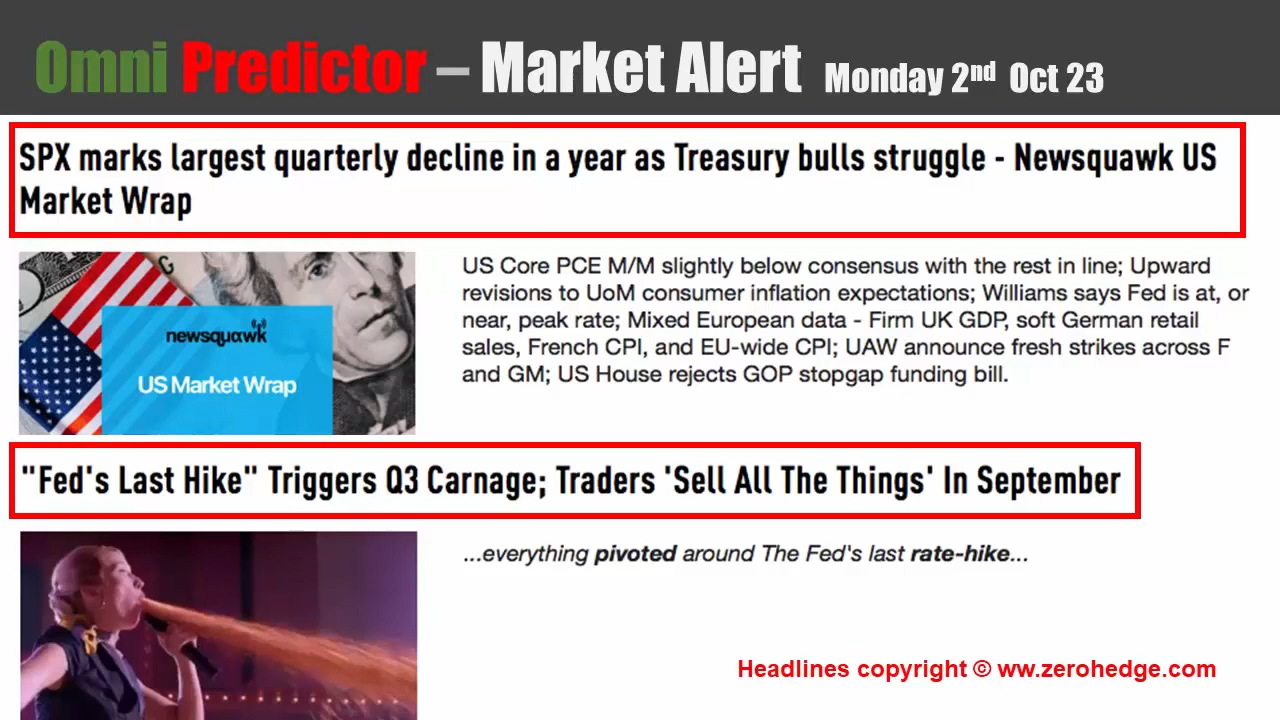 Omni Predictor – Market Alert Monday 2nd Oct 23
SPX marks largest quarterly decline in a year as Treasury bulls struggle - Newsquawk US
Market Wrap
G
newsquawk
US Market Wrap
US Core PCE M/M slightly below consensus with the rest in line; Upward
revisions to UoM consumer inflation expectations; Williams says Fed is at, or
near, peak rate; Mixed European data - Firm UK GDP, soft German retail
sales, French CPI, and EU-wide CPI; UAW announce fresh strikes across F
and GM; US House rejects GOP stopgap funding bill.
"Fed's Last Hike" Triggers Q3 Carnage; Traders 'Sell All The Things' In September
...everything pivoted around The Fed's last rate-hike...
Headlines copyright © ww.zerohedge.com